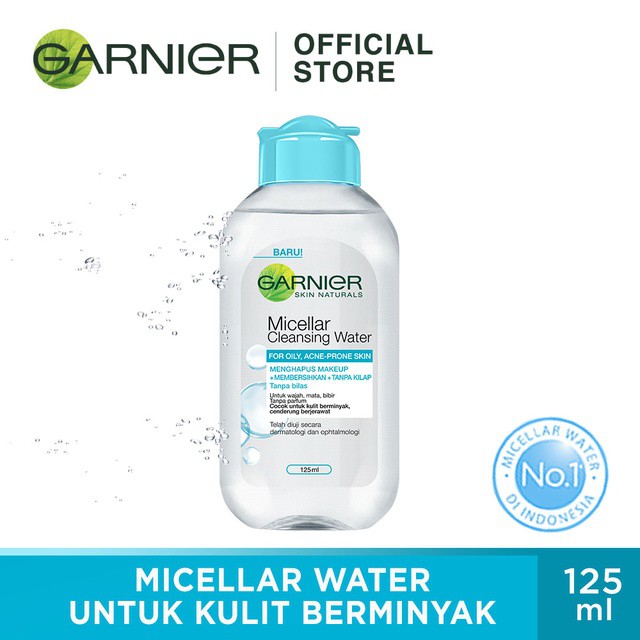 GARNIER
OFFICIAL
STORE
BARU!
GARNIER
SKIN NATURALS
Micellar
Cleansing Water
FOR OILY, ACNE-PRONE SKIN
MENGHAPUS MAKEUP
+MEMBERSIHKAN+TANPA KILAP
Tanpa bilas
Untuk wajah, mata, bibir
Tanpa parfum
Cocok untuk kulit berminyak,
cenderung berjerawat
Telah diuji secara
dermatologi dan ophtalmologi
125ml
MICELLAR WATER
No.1*
DI INDONESIA
MICELLAR WATER
UNTUK KULIT BERMINYAK
125
ml